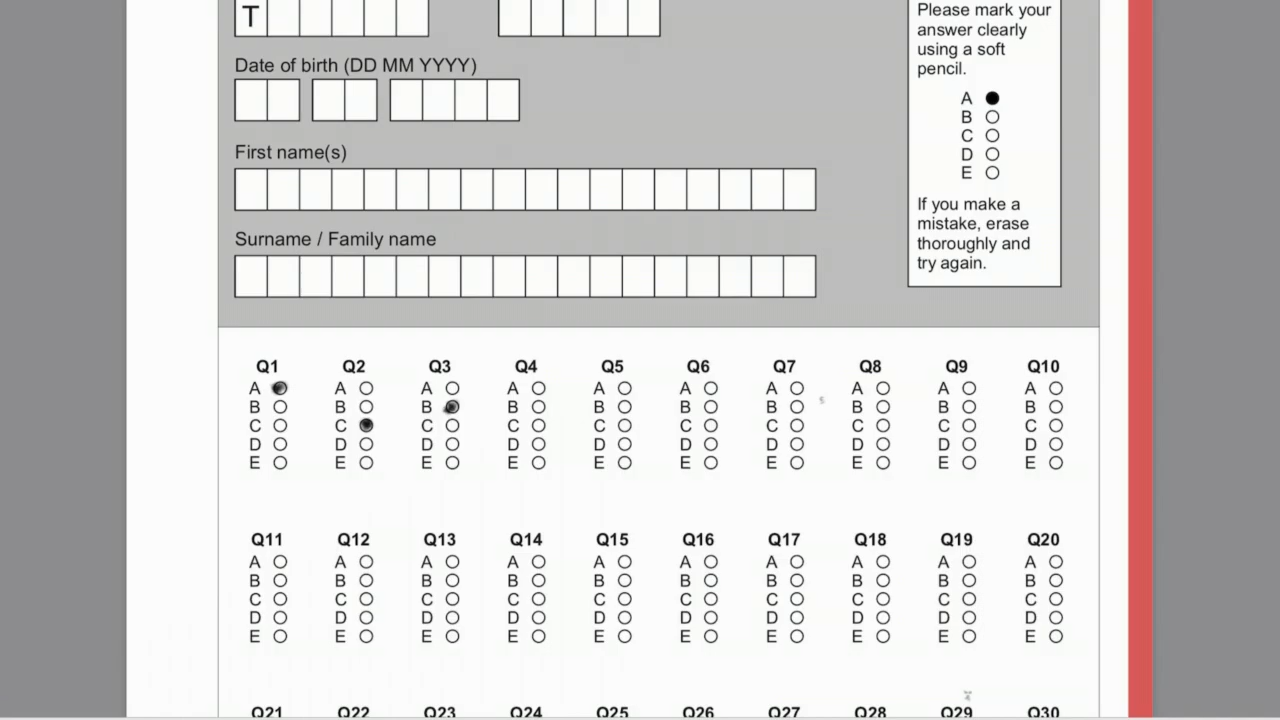 T
Please mark your
answer clearly
using a soft
pencil.
A
B
C
D
E
If you make a
mistake, erase
thoroughly and
try again.
Date of birth (DD MM YYYY)
First name(s)
Surname / Family name
Q1 Q2 Q3 Q4 Q5 Q6 Q7 Q8 Q9 Q10
A A A A A A A A A A
B B B B B B B B B B
C C C C C C C C C C
D D D D D D D D D D
E E E E E E E E E E
Q11 Q12 Q13 Q14 Q15 Q16 Q17 Q18 Q19 Q20
A A A A A A A A A A
B B B B B B B B B B
C C C C C C C C C C
D D D D D D D D D D
E E E E E E E E E E
Q21 Q22 Q23 Q24 Q25 Q26 Q27 Q28 Q29 Q30